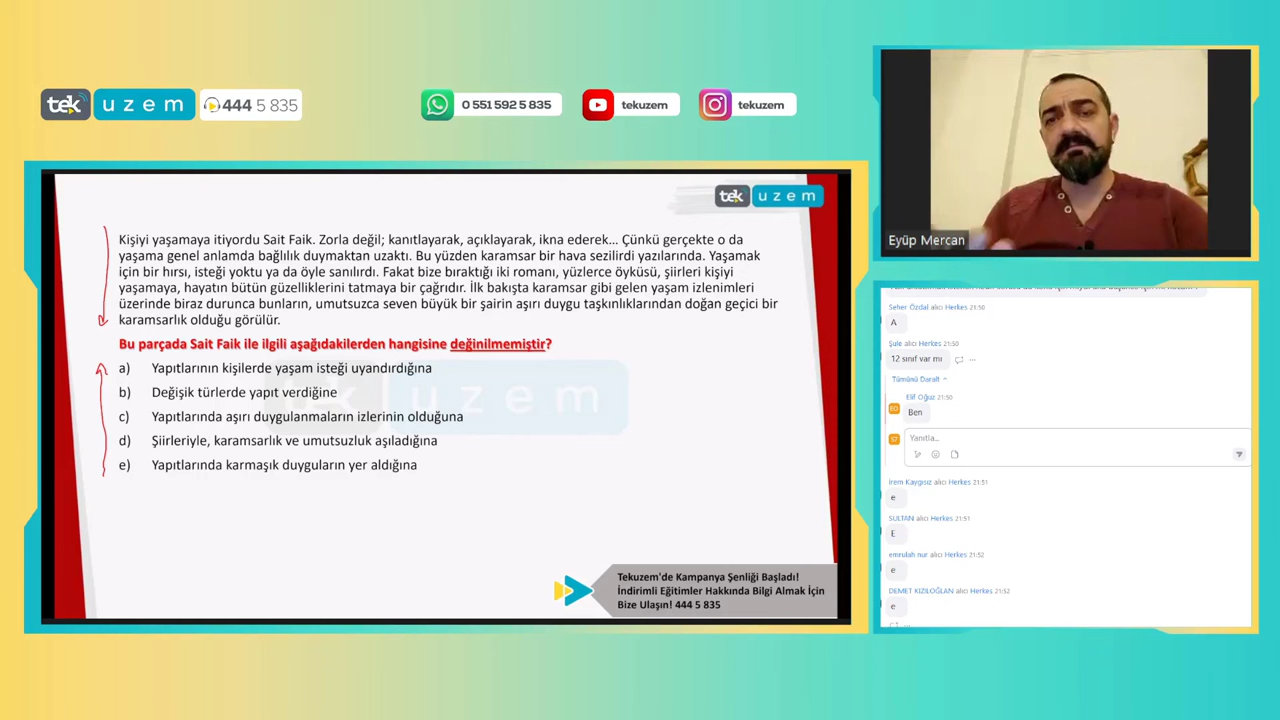 tek uzem 444 5 835
0 551 592 5 835
tekuzem
tekuzem
tek uzem
Kişiyi yaşamaya itiyordu Sait Faik. Zorla değil; kanıtlayarak, açıklayarak, ikna ederek... Çünkü gerçekte o da
yaşama genel anlamda bağlılık duymaktan uzaktı. Bu yüzden karamsar bir hava sezilirdi yazılarında. Yaşamak
için bir hırsı, isteği yoktu ya da öyle sanılırdı. Fakat bize bıraktığı iki romanı, yüzlerce öyküsü, şiirleri kişiyi
yaşamaya, hayatın bütün güzelliklerini tatmaya bir çağrıdır. İlk bakışta karamsar gibi gelen yaşam izlenimleri
üzerinde biraz durunca bunların, umutsuzca seven büyük bir şairin aşırı duygu taşkınlıklarından doğan geçici bir
karamsarlık olduğu görülür.
Bu parçada Sait Faik ile ilgili aşağıdakilerden hangisine değinilmemiştir?
a) Yapıtlarının kişilerde yaşam isteği uyandırdığına
b) Değişik türlerde yapıt verdiğine
c) Yapıtlarında aşırı duygulanmaların izlerinin olduğuna
d) Şiirleriyle, karamsarlık ve umutsuzluk aşıladığına
e) Yapıtlarında karmaşık duyguların yer aldığına
tek uzem
Tekuzem'de Kampanya Şenliği Başladı!
İndirimli Eğitimler Hakkında Bilgi Almak İçin
Bize Ulaşın! 444 5 835
Eyüp Mercan
Seher Özdal alıcı Herkes 21:50
A
Şule alıcı Herkes 21:50
12 sınıf var mı
Tümünü Daralt
Elif Oğuz 21:50
EO
Ben
ST
Yanıtla...
İrem Kaygısız alıcı Herkes 21:51
e
SULTAN alıcı Herkes 21:51
E
emrulah nur alıcı Herkes 21:52
e
DEMET KIZILOĞLAN alıcı Herkes 21:52
e